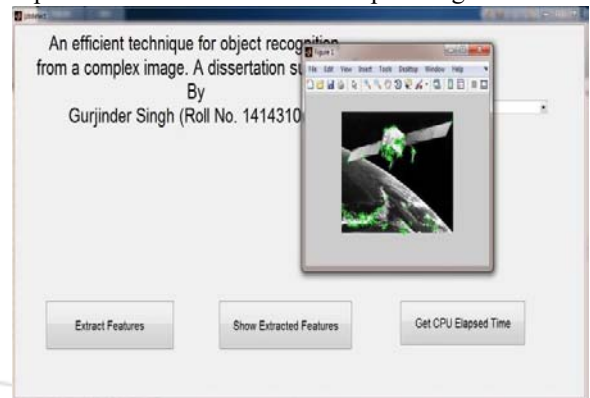 An efficient technique for object recognition
from a complex image. A dissertation su
By
Gurjinder Singh (Roll No. 1414310
Figure 1
File Edit View Insert Tools Desktop Window Help
Extract Features
Show Extracted Features
Get CPU Elapsed Time